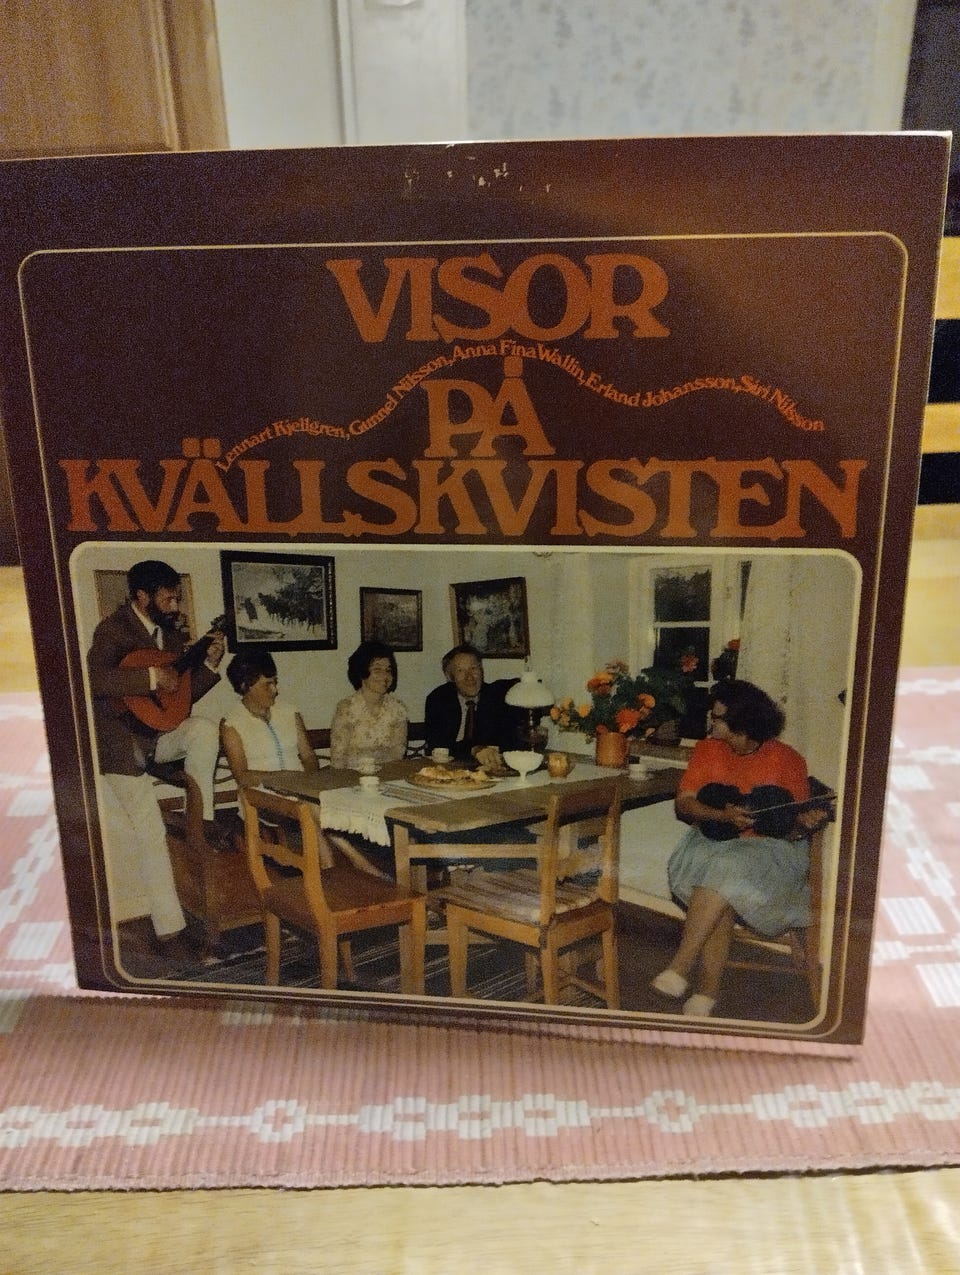 VISOR
Lennart Kjellgren, Gunnel Nilsson, Anna Fina Wallin, Erland Johansson, Siri Nilsson
PÅ
KVÄLLSKVISTEN